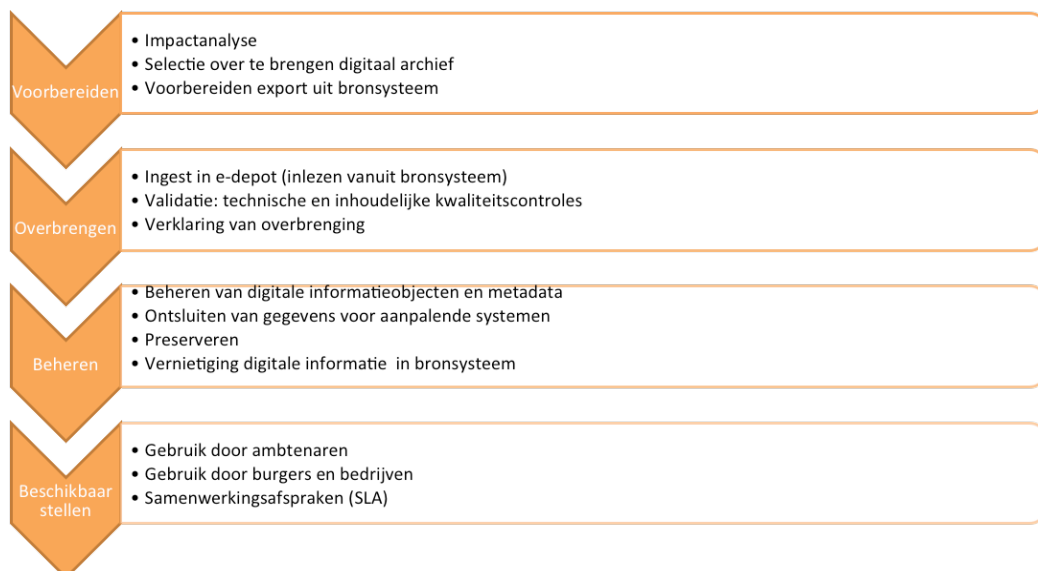 Voorbereiden
• Impactanalyse
• Selectie over te brengen digitaal archief
• Voorbereiden export uit bronsysteem
Overbrengen
• Ingest in e-depot (inlezen vanuit bronsysteem)
• Validatie: technische en inhoudelijke kwaliteitscontroles
• Verklaring van overbrenging
Beheren
• Beheren van digitale informatieobjecten en metadata
• Ontsluiten van gegevens voor aanpalende systemen
• Preserveren
• Vernietiging digitale informatie  in bronsysteem
Beschikbaar
stellen
• Gebruik door ambtenaren
• Gebruik door burgers en bedrijven
• Samenwerkingsafspraken (SLA)